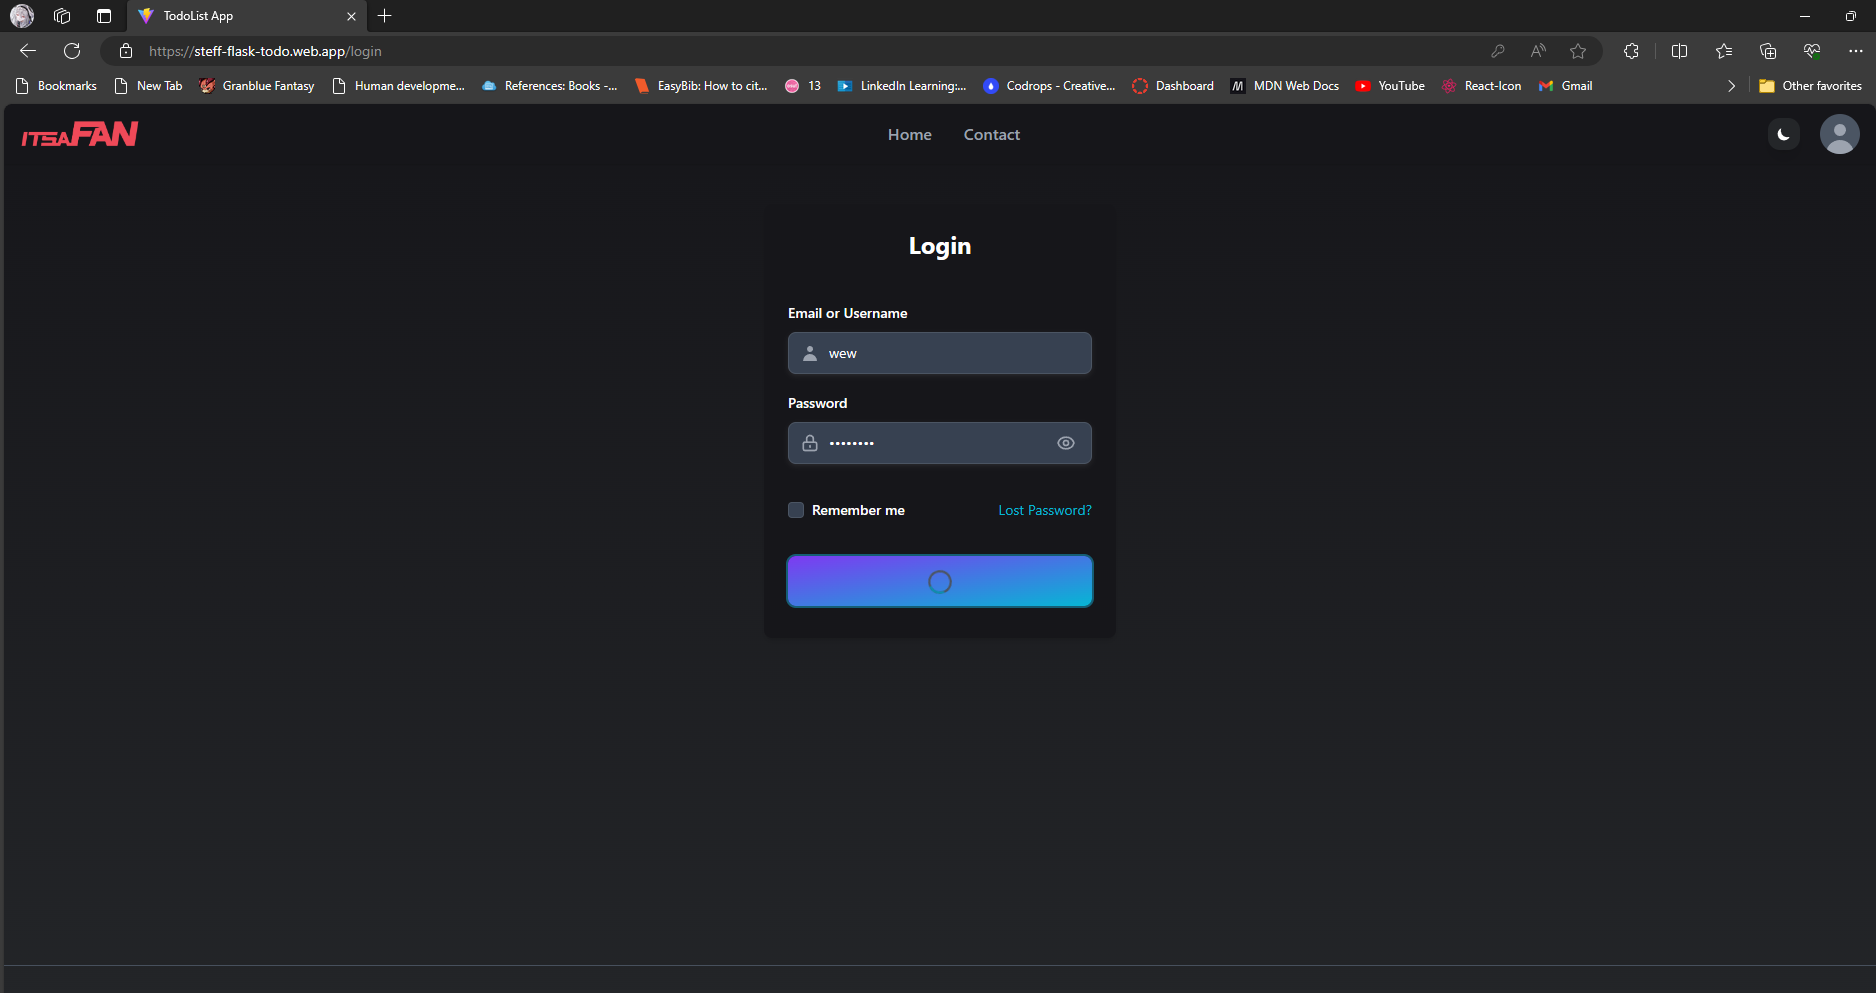 TodoList App
https://steff-flask-todo.web.app/login
Bookmarks New Tab Granblue Fantasy Human developme... References: Books -... EasyBib: How to cit... 13 LinkedIn Learning:... Codrops - Creative... Dashboard MDN Web Docs YouTube React-Icon Gmail Other favorites
ITSAFAN Home Contact
Login
Email or Username
wew
Password
••••••••
Remember me Lost Password?